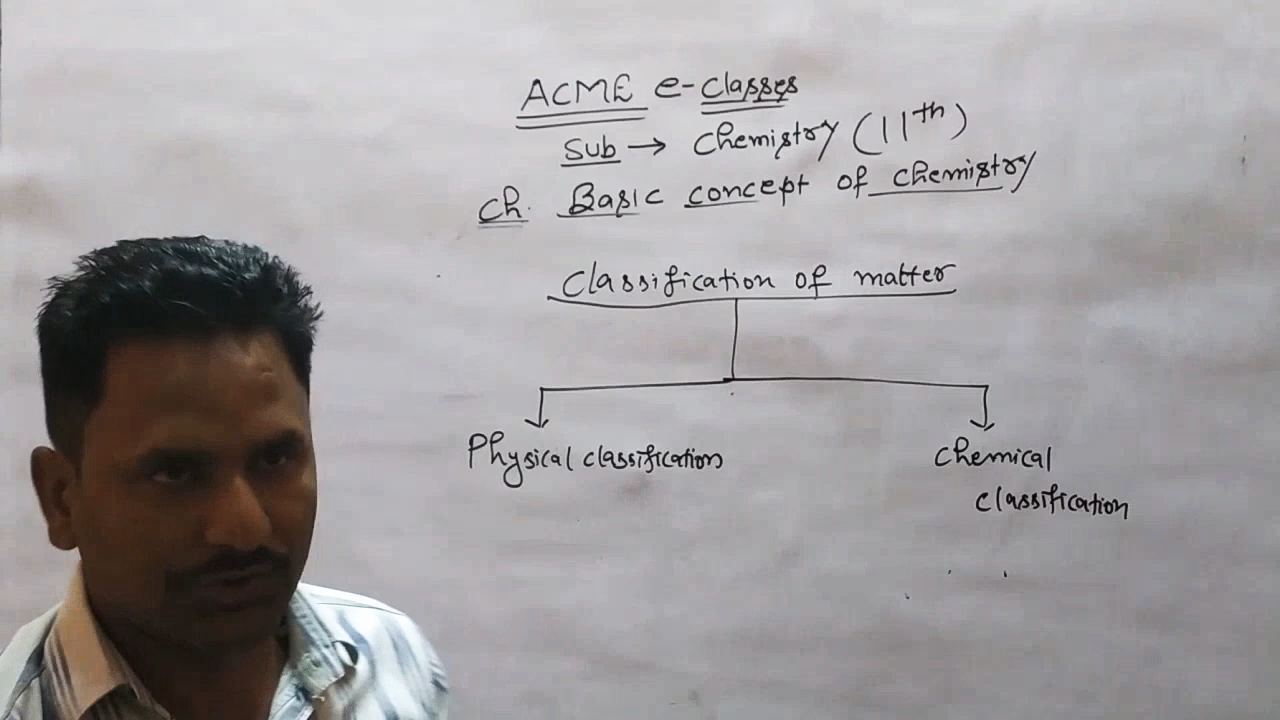 ACME e-classes
Sub → Chemistry (11th)
Ch. Basic concept of chemistry
Classification of matter
Physical classification
Chemical
classification